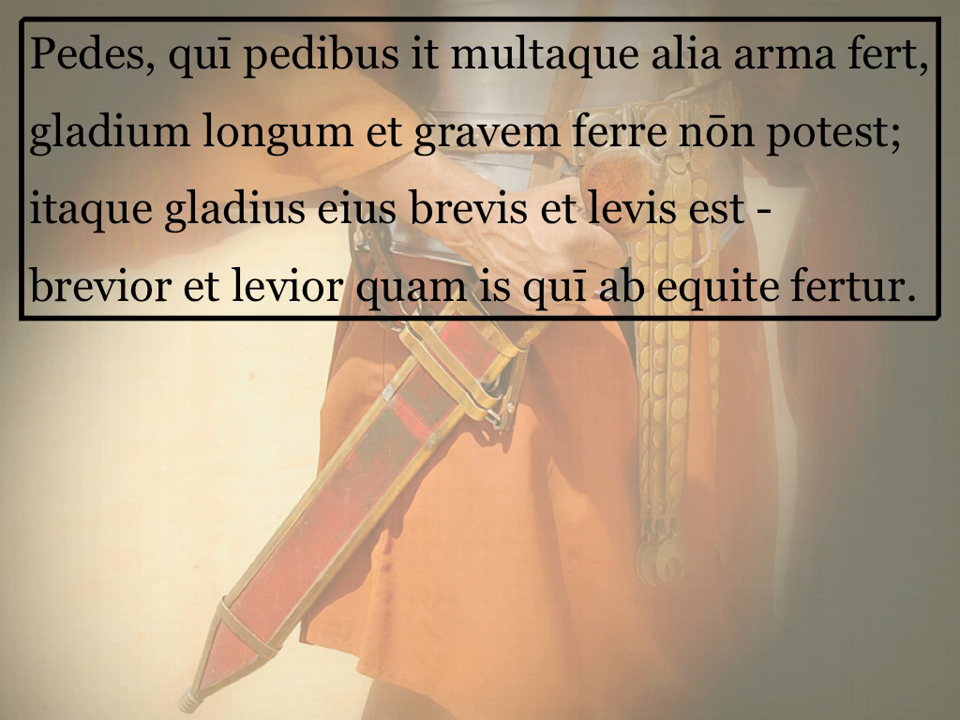 Pedes, quī pedibus it multaque alia arma fert,
gladium longum et gravem ferre nōn potest;
itaque gladius eius brevis et levis est -
brevior et levior quam is quī ab equite fertur.